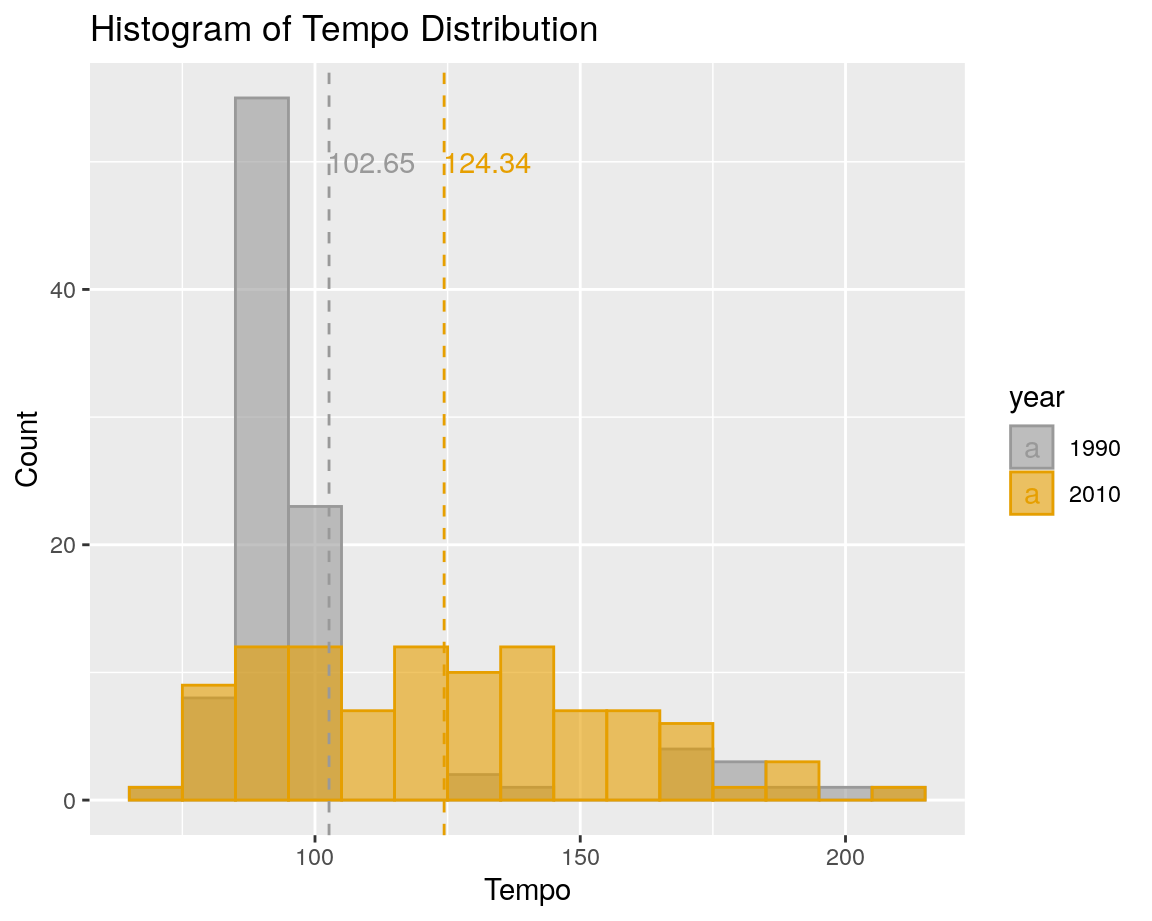 Histogram of Tempo Distribution
102.65
124.34
40
20
0
Count
100 150 200
Tempo
year
a 1990
a 2010